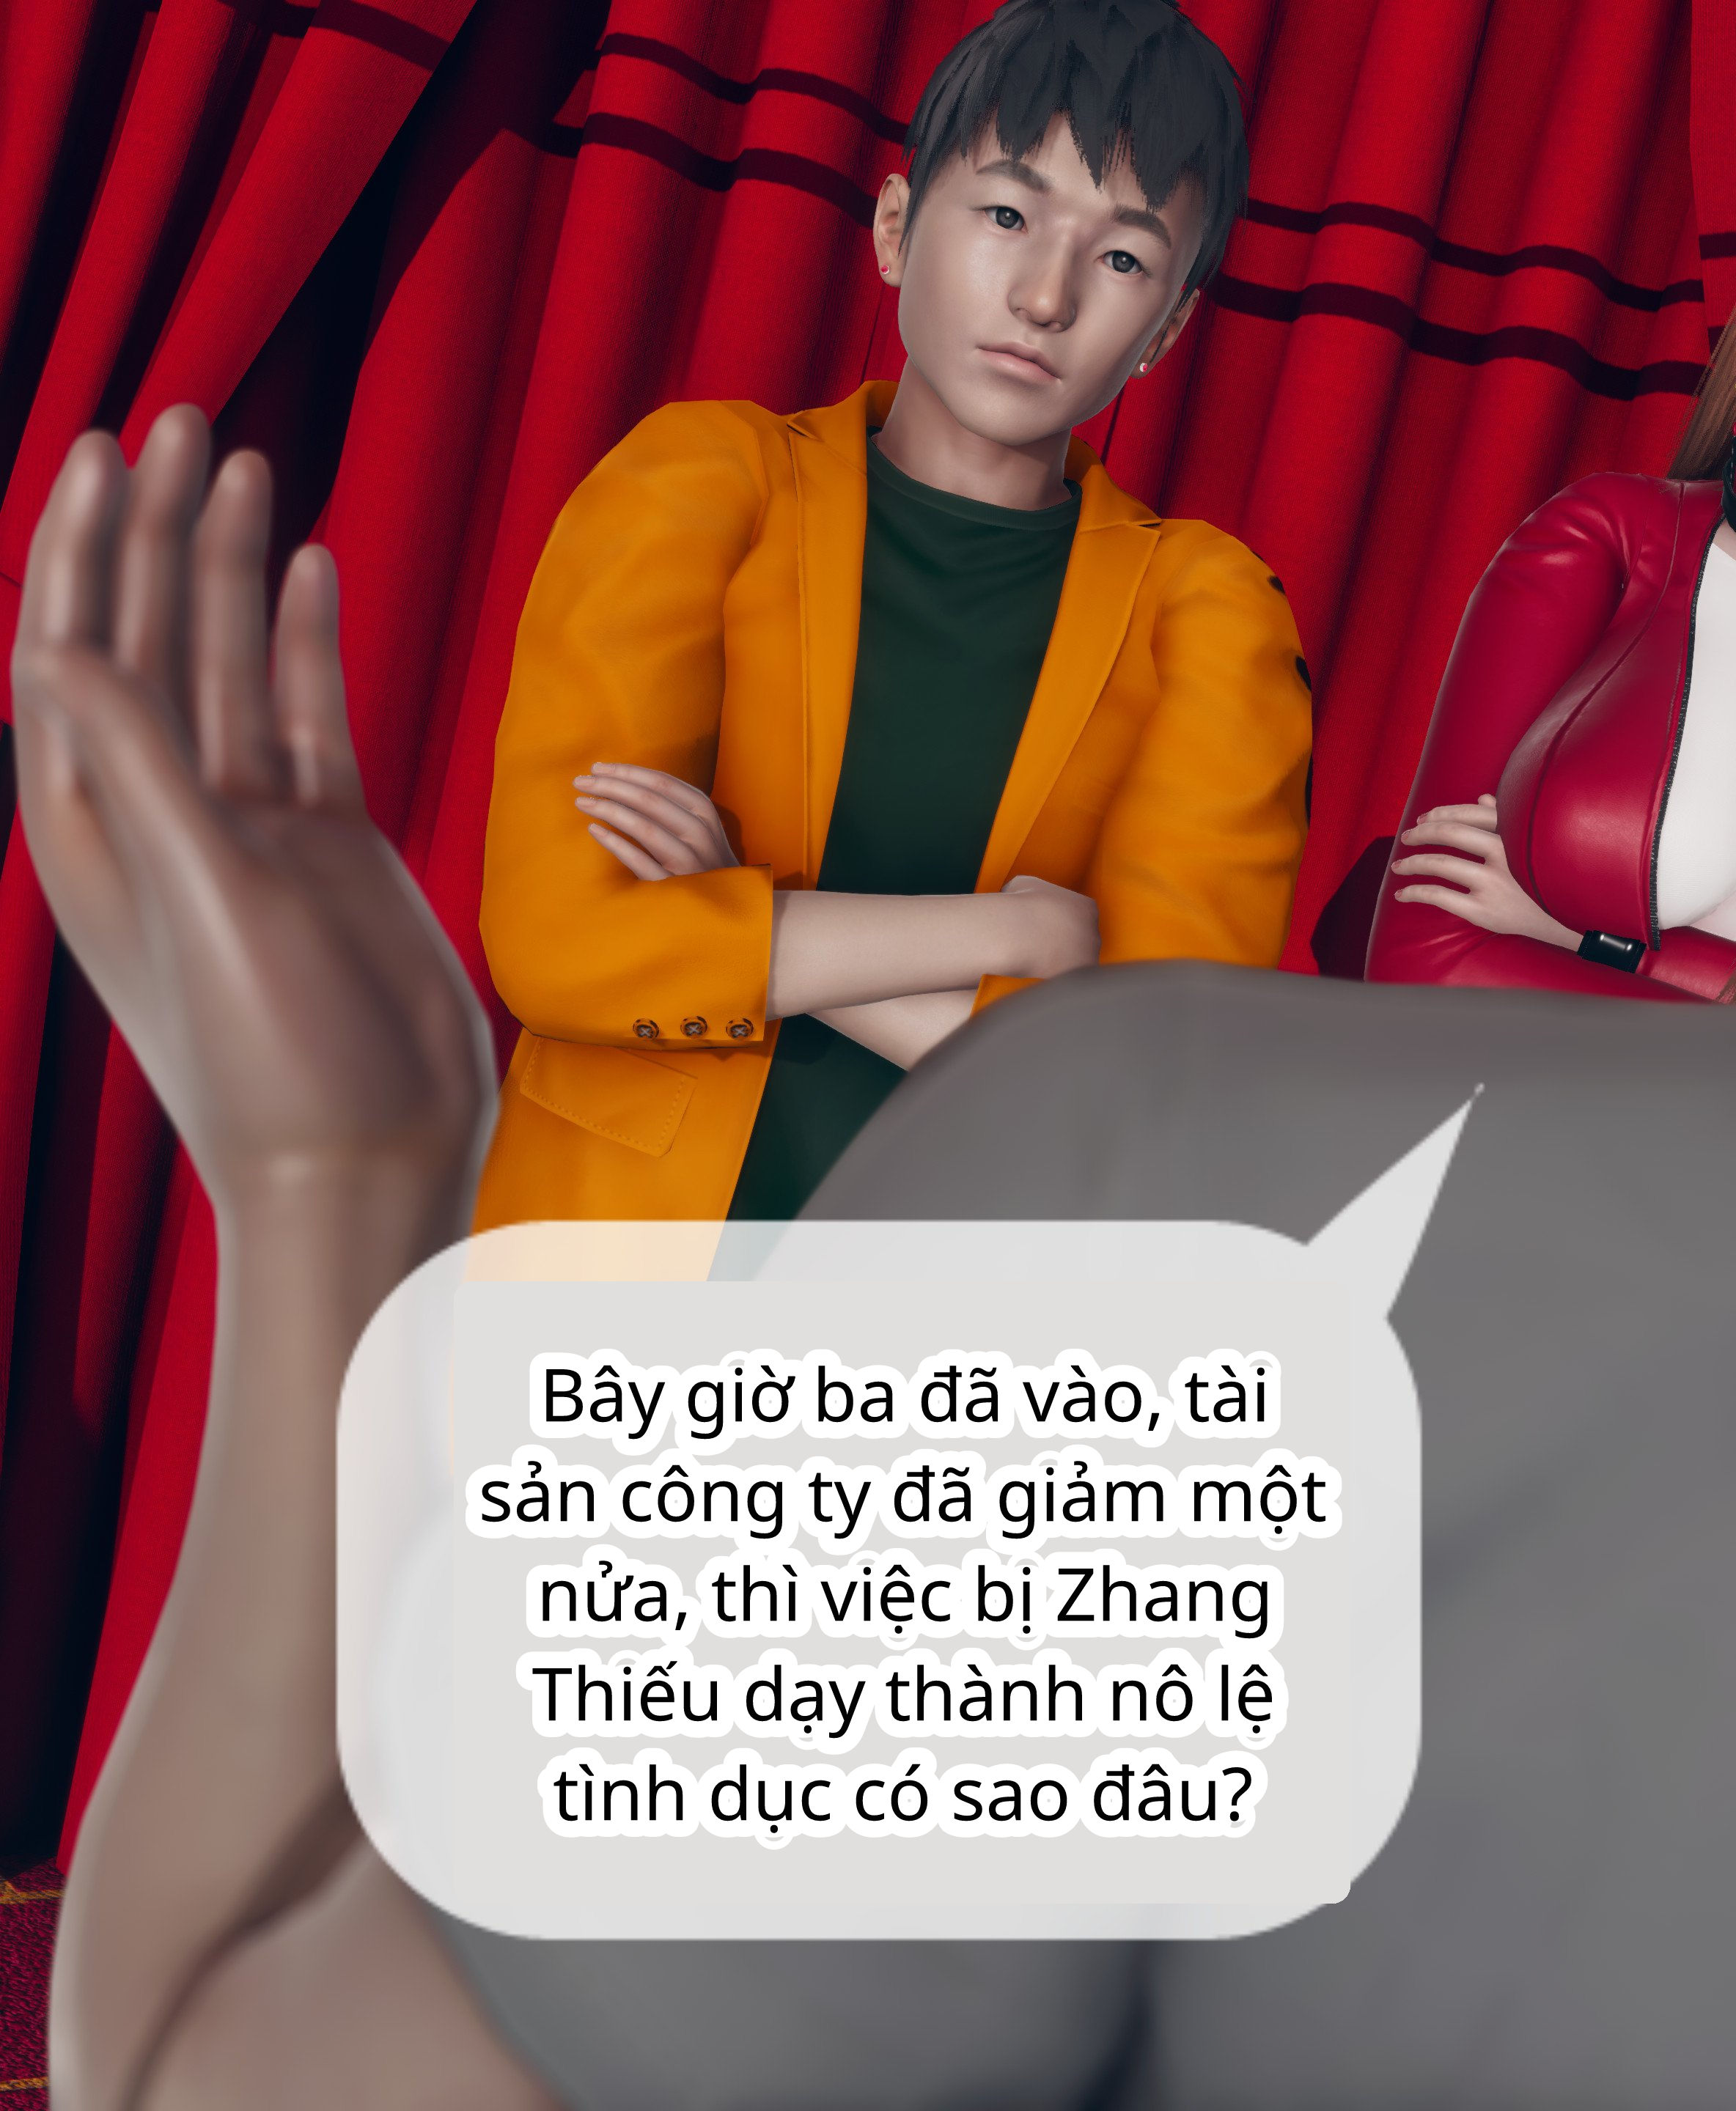 Bây giờ ba đã vào, tài
sản công ty đã giảm một
nửa, thì việc bị Zhang
Thiếu dạy thành nô lệ
tình dục có sao đâu?